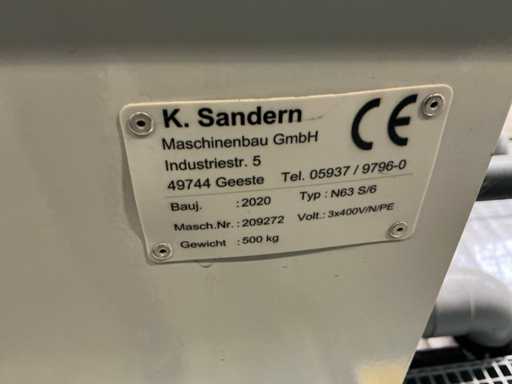 K. Sandern
CE
Maschinenbau GmbH
Industriestr. 5
49744 Geeste Tel. 05937 / 9796-0
Bauj. : 2020 Typ : N63 S/6
Masch.Nr. : 209272 Volt.: 3x400V/N/PE
Gewicht : 500 kg